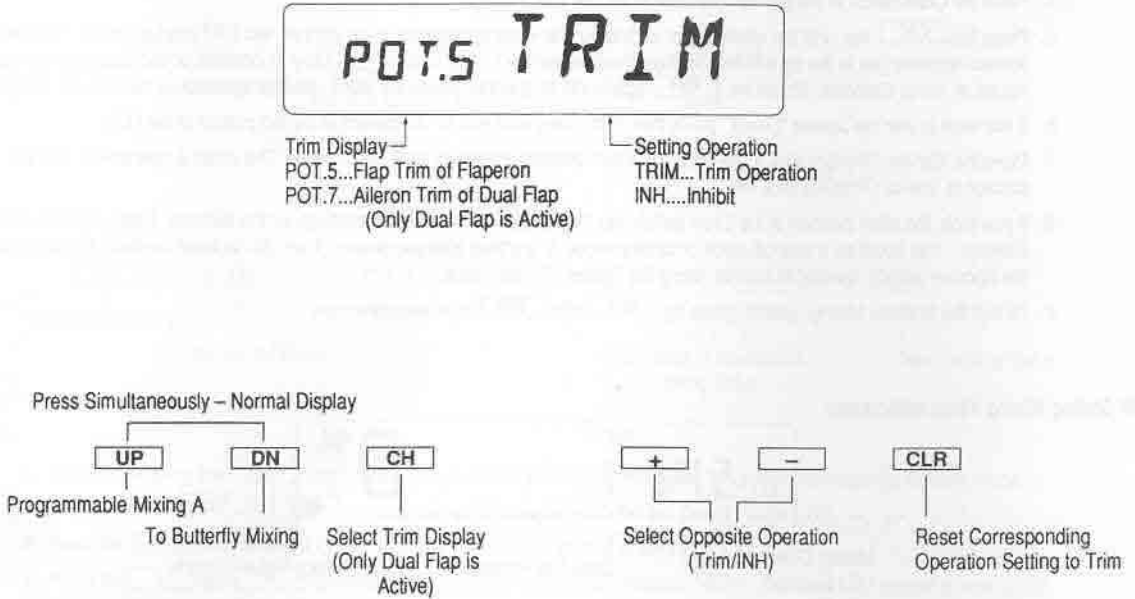 POT.5 TRIM
Trim Display
POT.5...Flap Trim of Flaperon
POT.7...Aileron Trim of Dual Flap
(Only Dual Flap is Active)
Setting Operation
TRIM...Trim Operation
INH....Inhibit
Press Simultaneously – Normal Display
UP DN CH + – CLR
Programmable Mixing A
To Butterfly Mixing
Select Trim Display
(Only Dual Flap is
Active)
Select Opposite Operation
(Trim/INH)
Reset Corresponding
Operation Setting to Trim